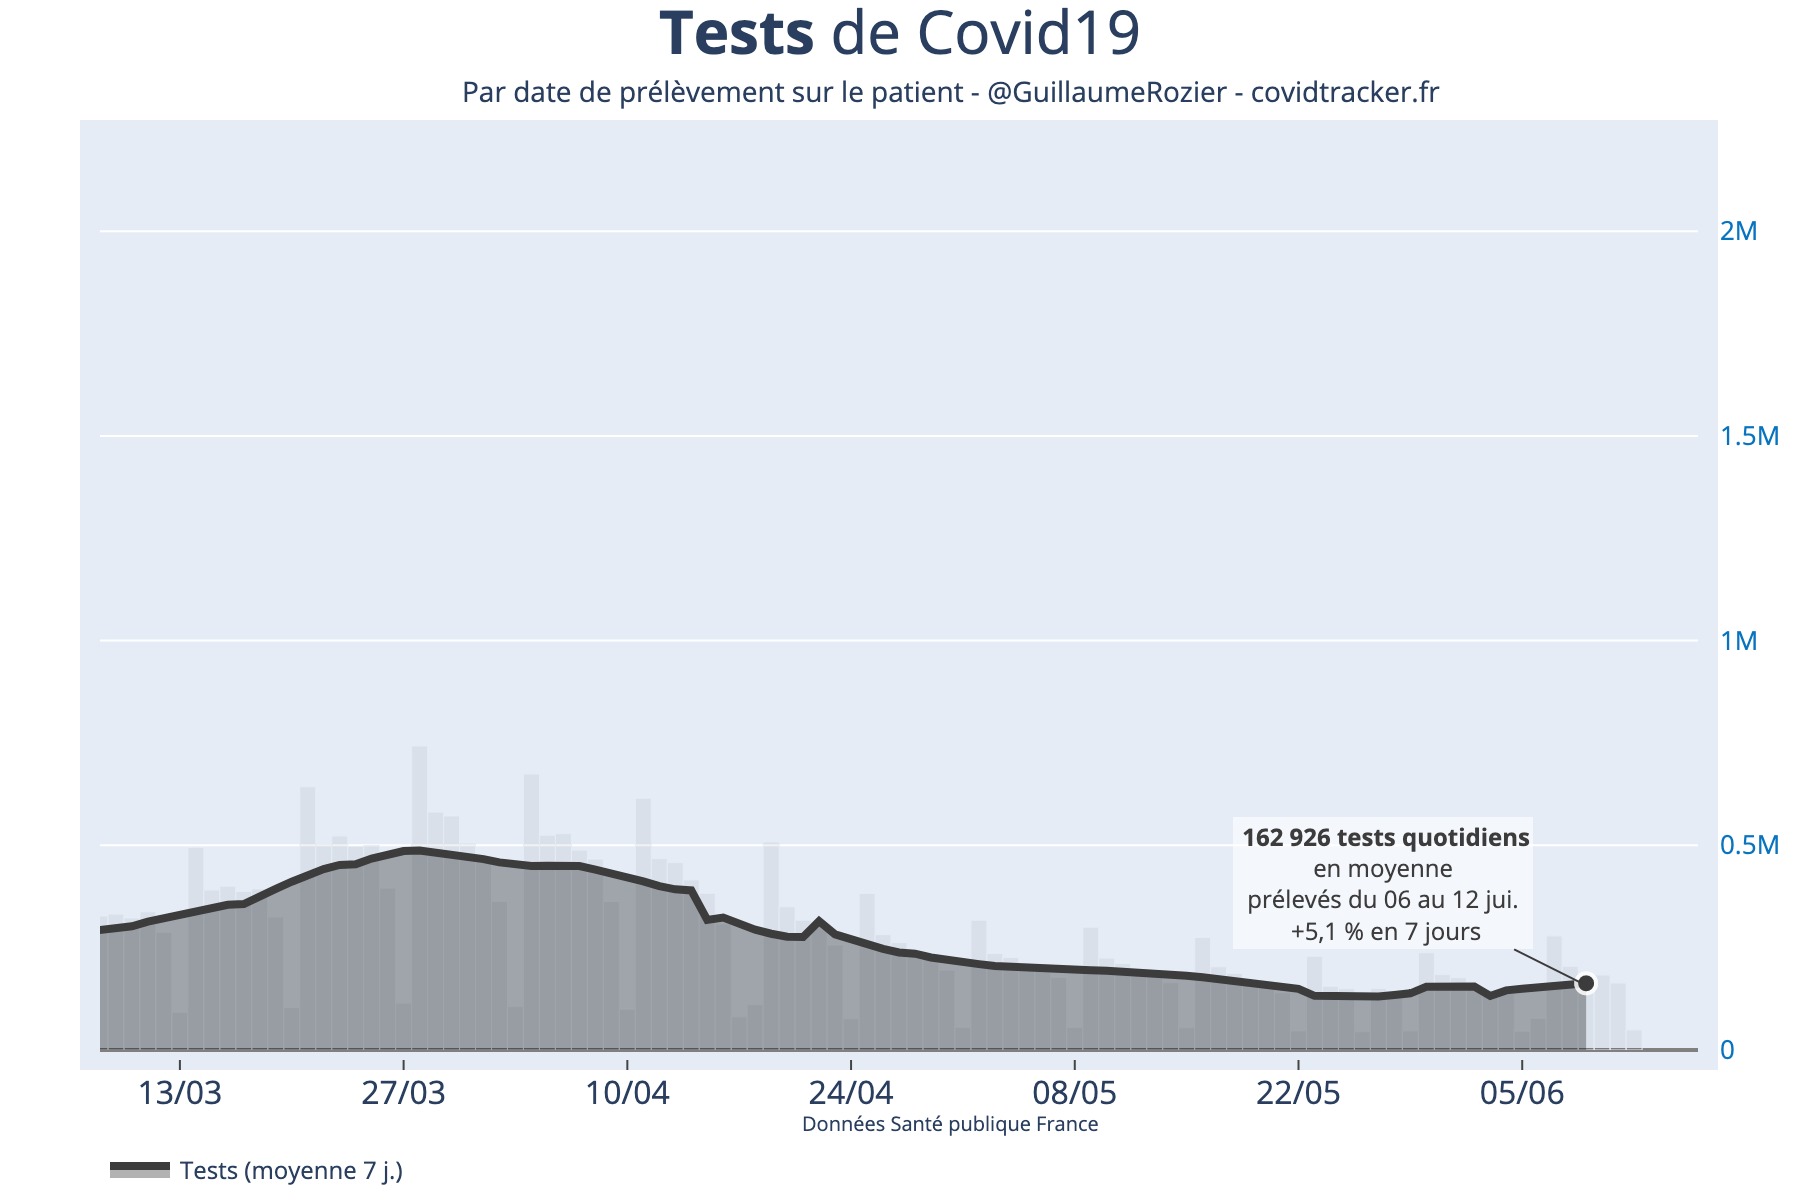 Tests de Covid19
Par date de prélèvement sur le patient - @GuillaumeRozier - covidtracker.fr
2M
1.5M
1M
0.5M
0
162 926 tests quotidiens
en moyenne
prélevés du 06 au 12 jui.
+5,1 % en 7 jours
13/03 27/03 10/04 24/04 08/05 22/05 05/06
Données Santé publique France
Tests (moyenne 7 j.)